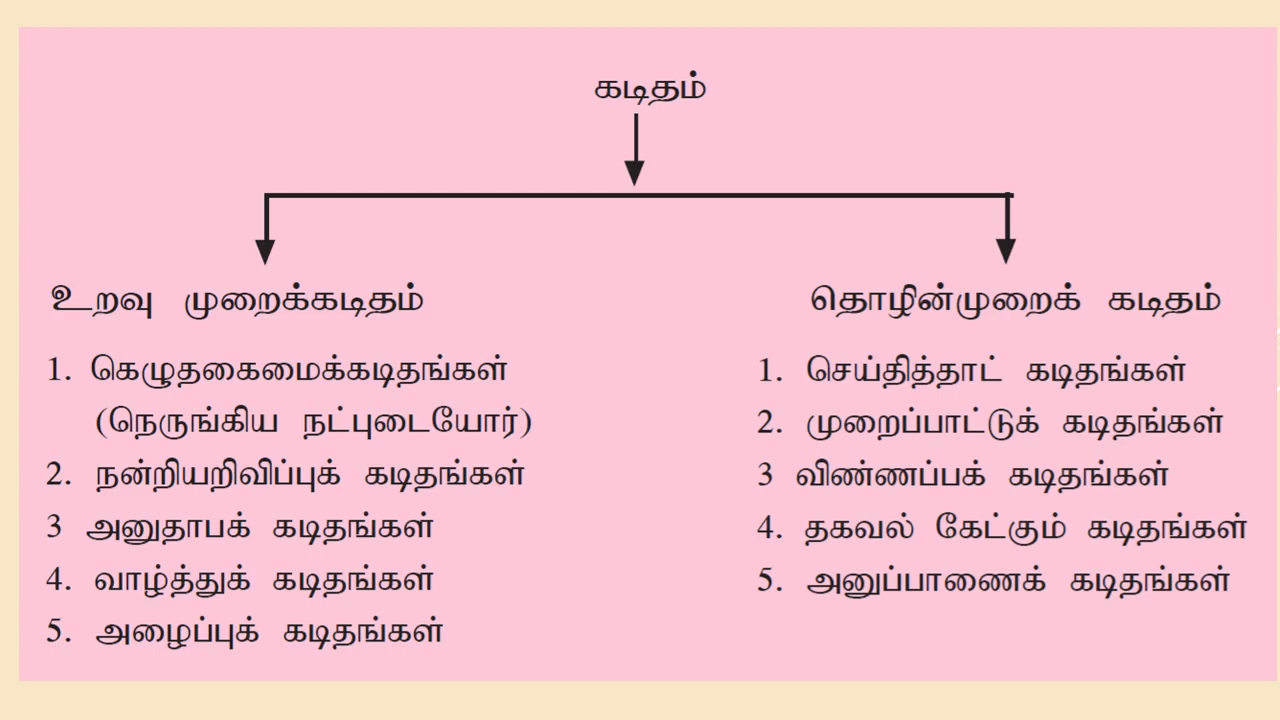 கடிதம்
உறவு முறைக்கடிதம்
1. கெழுதகைமைக்கடிதங்கள்
(நெருங்கிய நட்புடையோர்)
2. நன்றியறிவிப்புக் கடிதங்கள்
3 அனுதாபக் கடிதங்கள்
4. வாழ்த்துக் கடிதங்கள்
5. அழைப்புக் கடிதங்கள்
தொழின்முறைக் கடிதம்
1. செய்தித்தாட் கடிதங்கள்
2. முறைப்பாட்டுக் கடிதங்கள்
3 விண்ணப்பக் கடிதங்கள்
4. தகவல் கேட்கும் கடிதங்கள்
5. அனுப்பாணைக் கடிதங்கள்